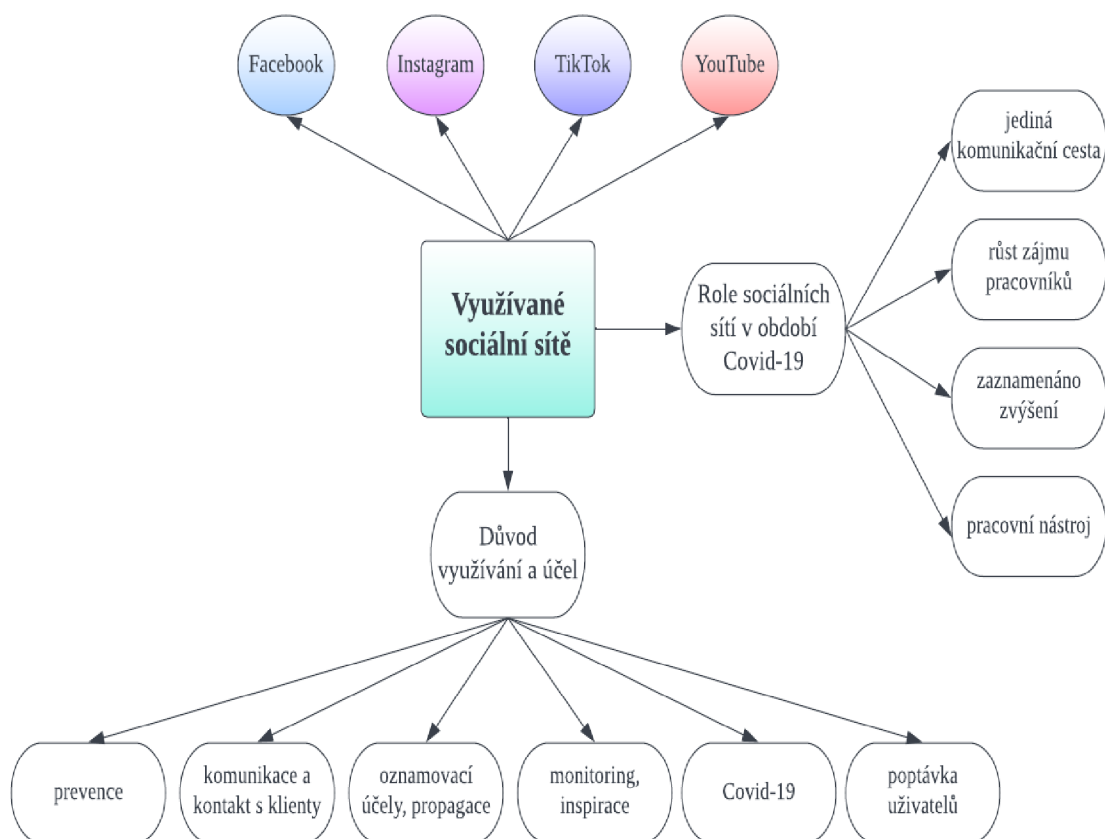 Facebook
Instagram
TikTok
YouTube
jediná
komunikační cesta
růst zájmu
pracovníků
Využívané
sociální sítě
Role sociálních
sítí v období
Covid-19
zaznamenáno
zvýšení
pracovní nástroj
Důvod
využívání a účel
prevence
komunikace a
kontakt s klienty
oznamovací
účely, propagace
monitoring,
inspirace
Covid-19
poptávka
uživatelů